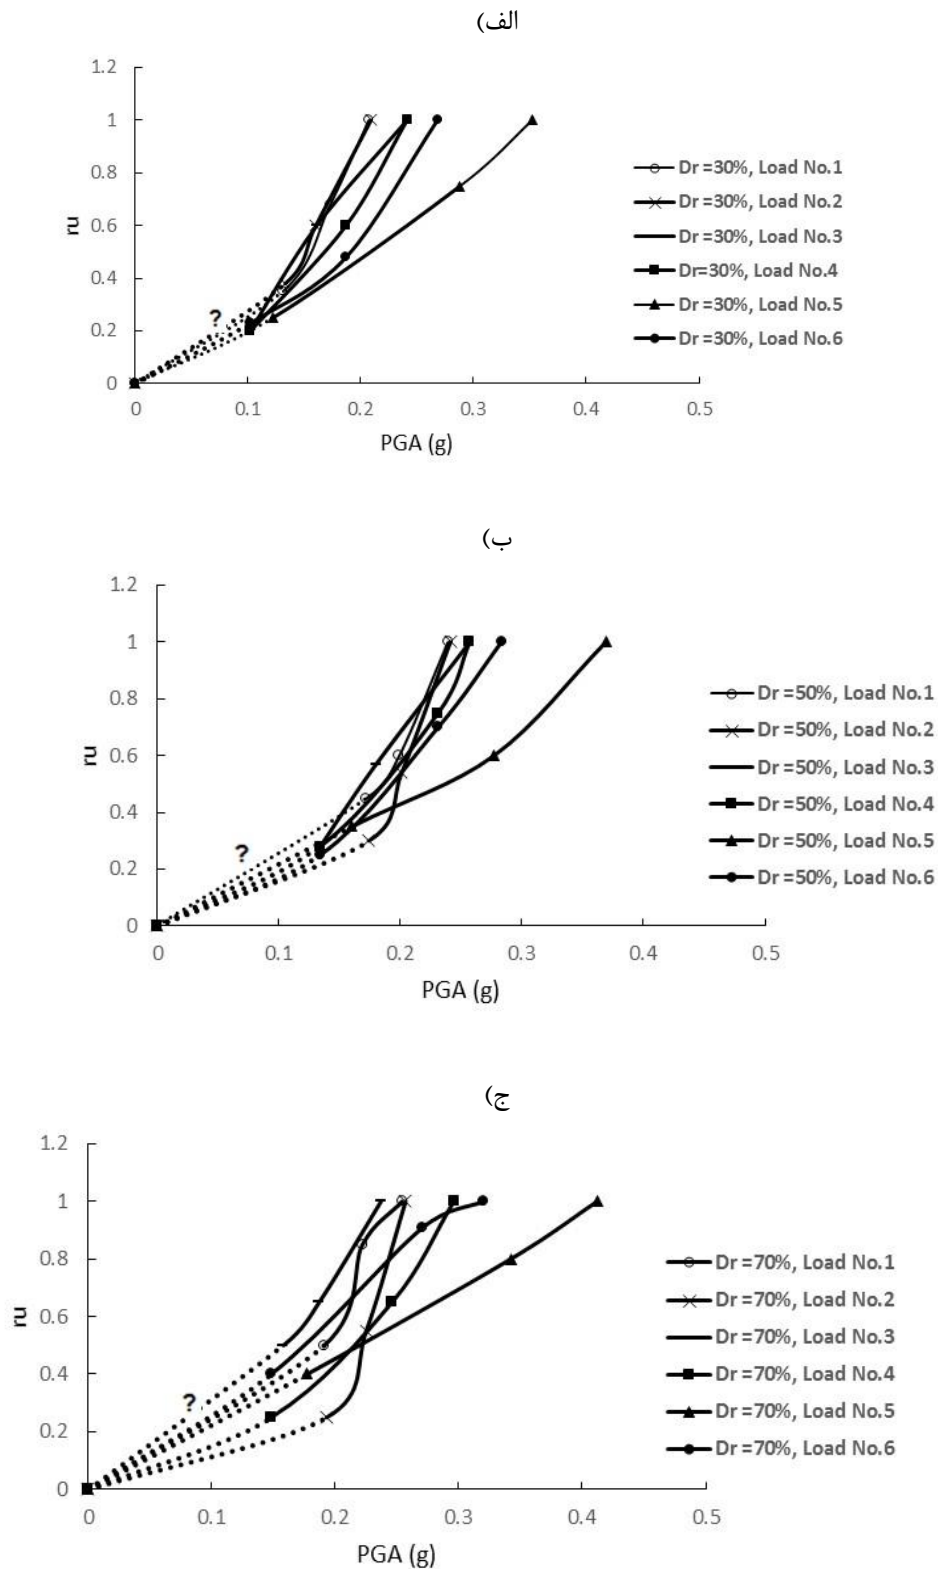 الف)
1.2
1
0.8
0.6
0.4
0.2
0
ru
?
0 0.1 0.2 0.3 0.4 0.5
PGA (g)
Dr =30%, Load No.1
Dr =30%, Load No.2
Dr =30%, Load No.3
Dr=30%, Load No.4
Dr =30%, Load No.5
Dr =30%, Load No.6
ب)
1.2
1
0.8
0.6
0.4
0.2
0
ru
?
0 0.1 0.2 0.3 0.4 0.5
PGA (g)
Dr =50%, Load No.1
Dr =50%, Load No.2
Dr =50%, Load No.3
Dr =50%, Load No.4
Dr =50%, Load No.5
Dr =50%, Load No.6
ج)
1.2
1
0.8
0.6
0.4
0.2
0
ru
?
0 0.1 0.2 0.3 0.4 0.5
PGA (g)
Dr =70%, Load No.1
Dr =70%, Load No.2
Dr =70%, Load No.3
Dr =70%, Load No.4
Dr =70%, Load No.5
Dr =70%, Load No.6